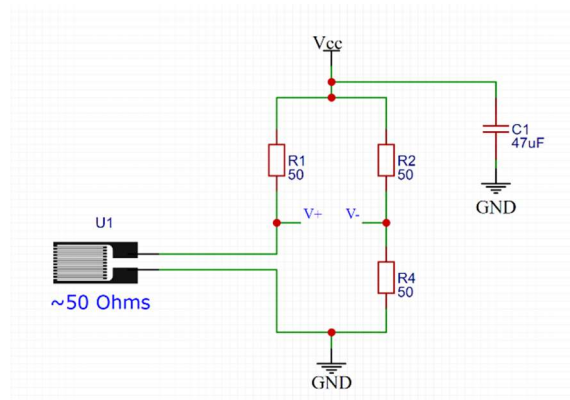 Vcc
C1
47uF
GND
R1
50
R2
50
V+
V-
U1
~50 Ohms
R4
50
GND